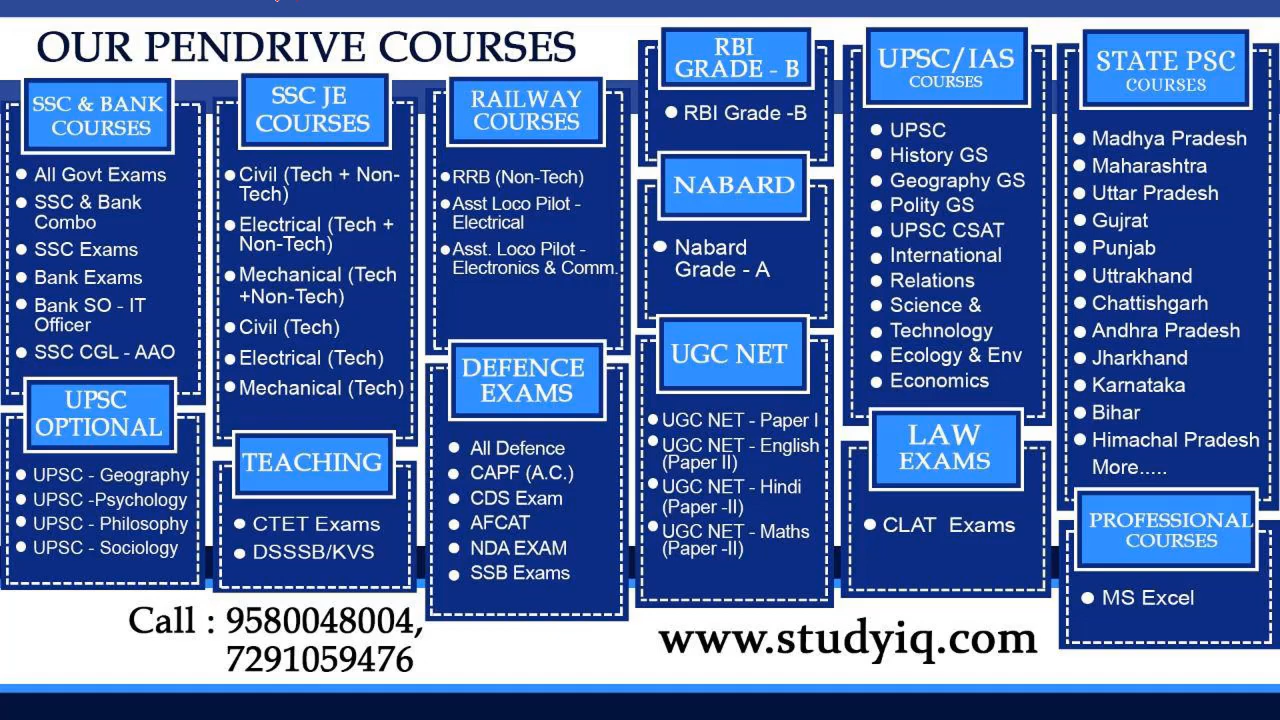 OUR PENDRIVE COURSES
SSC & BANK
COURSES
All Govt Exams
SSC & Bank
Combo
SSC Exams
Bank Exams
Bank SO - IT
Officer
SSC CGL - AAO
UPSC
OPTIONAL
UPSC - Geography
UPSC -Psychology
UPSC - Philosophy
UPSC - Sociology
SSC JE
COURSES
Civil (Tech + Non-
Tech)
Electrical (Tech +
Non-Tech)
Mechanical (Tech
+Non-Tech)
Civil (Tech)
Electrical (Tech)
Mechanical (Tech)
TEACHING
CTET Exams
DSSSB/KVS
RAILWAY
COURSES
RRB (Non-Tech)
Asst Loco Pilot -
Electrical
Asst. Loco Pilot -
Electronics & Comm.
DEFENCE
EXAMS
All Defence
CAPF (A.C.)
CDS Exam
AFCAT
NDA EXAM
SSB Exams
RBI
GRADE - B
RBI Grade -B
NABARD
Nabard
Grade - A
UGC NET
UGC NET - Paper I
UGC NET - English
(Paper II)
UGC NET - Hindi
(Paper -II)
UGC NET - Maths
(Paper -II)
UPSC/IAS
COURSES
UPSC
History GS
Geography GS
Polity GS
UPSC CSAT
International
Relations
Science &
Technology
Ecology & Env
Economics
LAW
EXAMS
CLAT Exams
STATE PSC
COURSES
Madhya Pradesh
Maharashtra
Uttar Pradesh
Gujrat
Punjab
Uttrakhand
Chattishgarh
Andhra Pradesh
Jharkhand
Karnataka
Bihar
Himachal Pradesh
More.....
PROFESSIONAL
COURSES
MS Excel
Call : 9580048004,
7291059476
www.studyiq.com